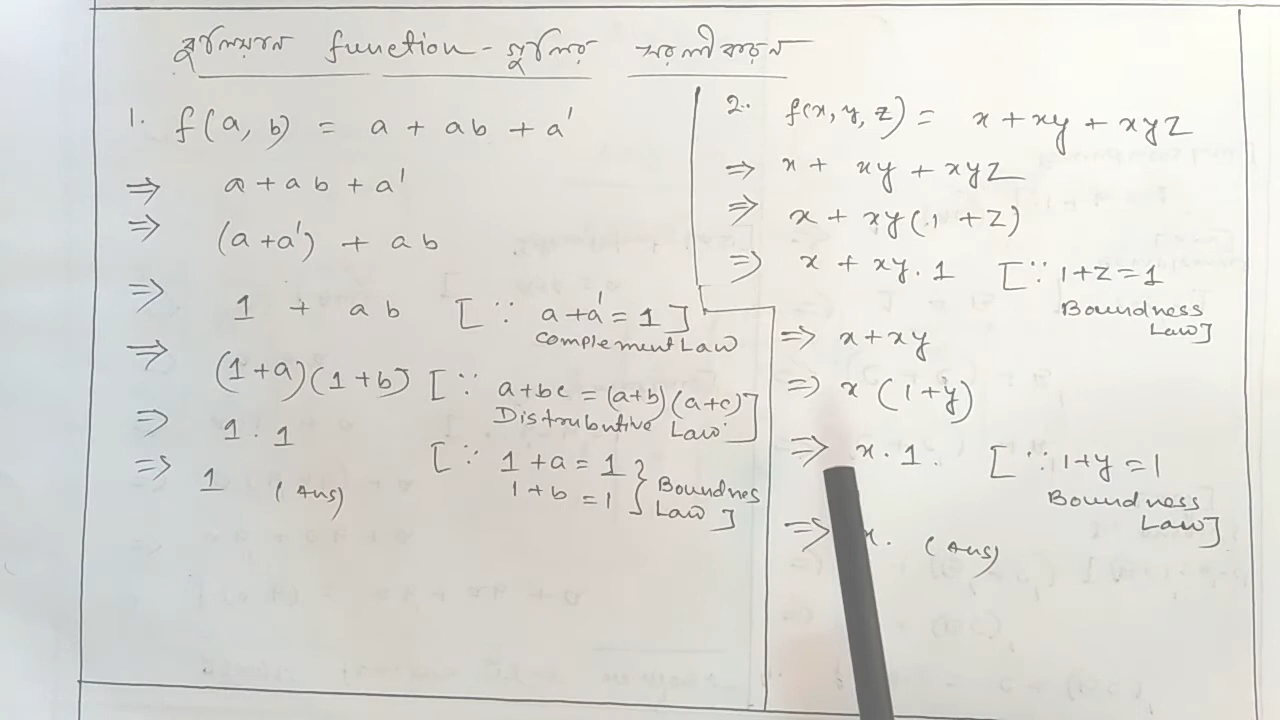 বুলিয়ান function-গুলির সরলীকরণ
1. f(a, b) = a + ab + a'
⇒ a + ab + a'
⇒ (a+a') + ab
⇒ 1 + ab [∵ a+a' = 1]
Complement Law
⇒ (1+a)(1+b) [∵ a+bc = (a+b)(a+c)
Distrubutive Law]
⇒ 1.1 [∵ 1+a = 1
1+b = 1 } Boundnes Law]
⇒ 1 (Ans)
2. f(x, y, z) = x + xy + xyz
⇒ x + xy + xyz
⇒ x + xy(1+z)
⇒ x + xy.1 [∵ 1+z=1
Boundness
Law]
⇒ x+xy
⇒ x(1+y)
⇒ x.1. [∵ 1+y=1
Boundness
Law]
⇒ x. (Ans)